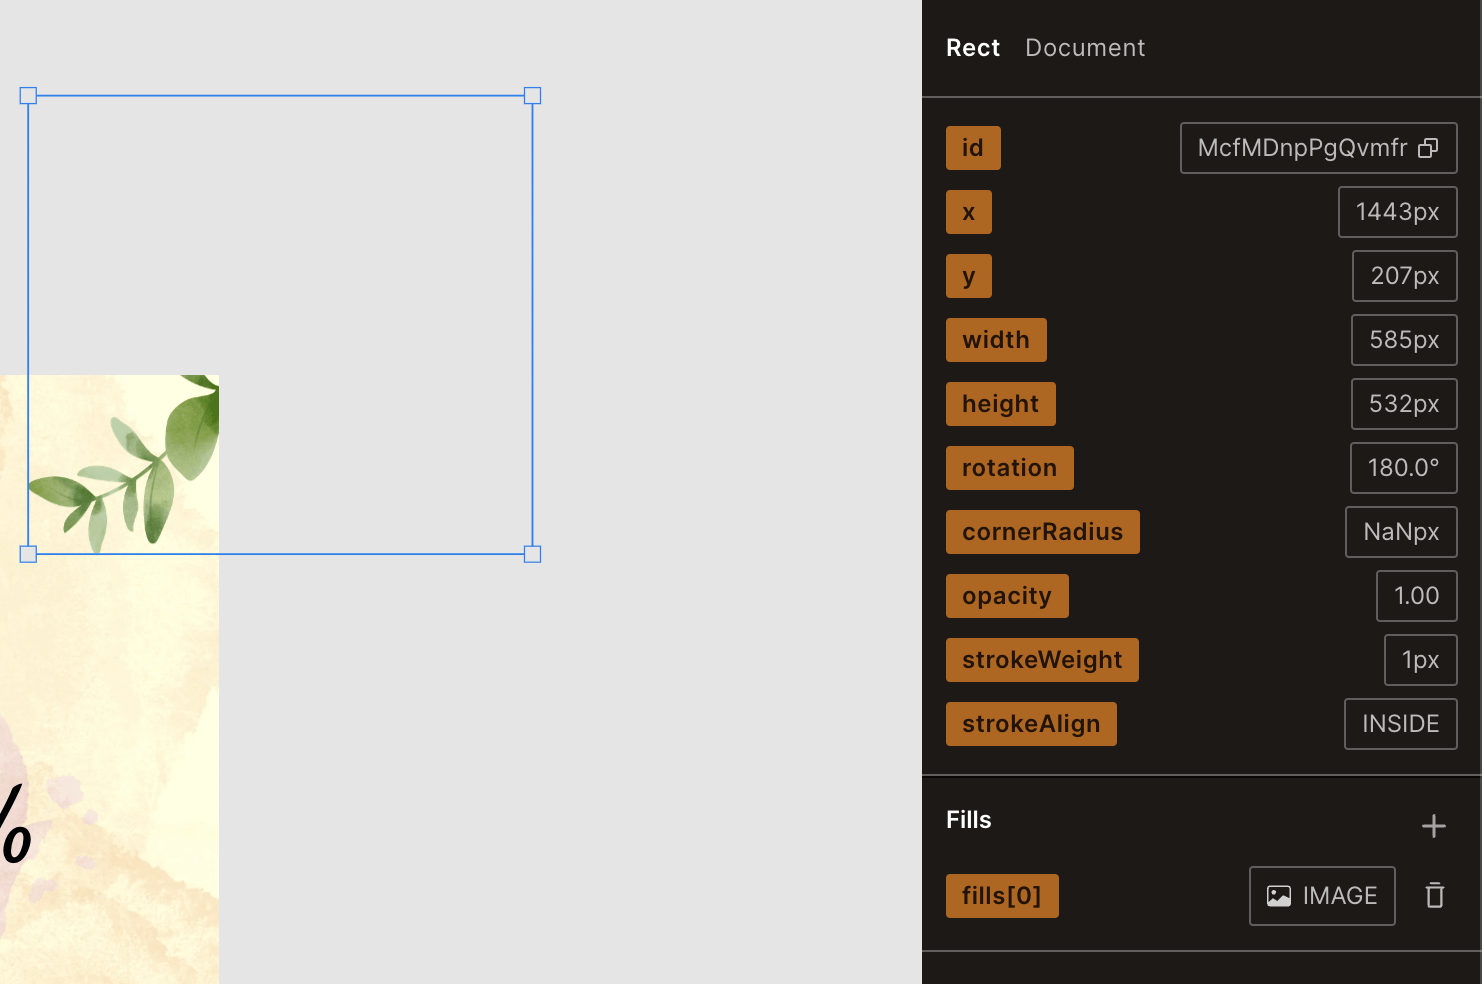 Rect Document
id McfMDnpPgQvmfr
x 1443px
y 207px
width 585px
height 532px
rotation 180.0°
cornerRadius NaNpx
opacity 1.00
strokeWeight 1px
strokeAlign INSIDE
%
Fills
fills[0] IMAGE